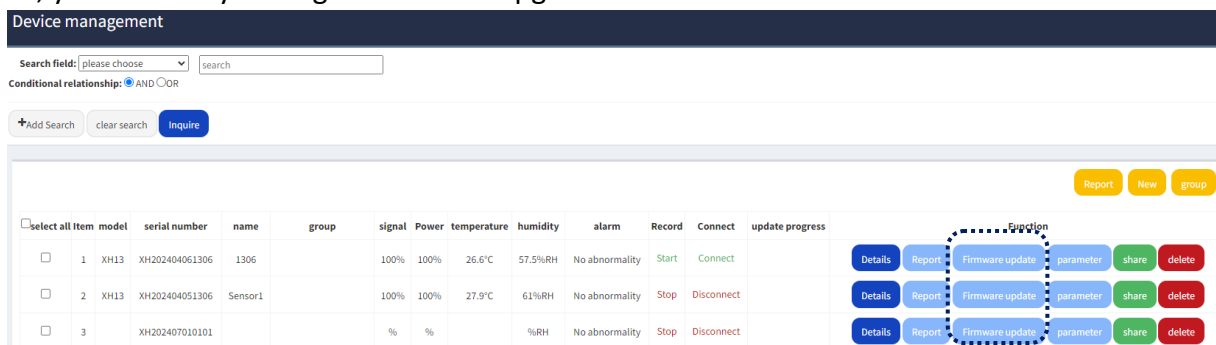 Device management
Search field: please choose search
Conditional relationship: AND OR
+Add Search clear search Inquire
Report New group
select all Item model serial number name group signal Power temperature humidity alarm Record Connect update progress Function
1 XH13 XH202404061306 1306 100% 100% 26.6°C 57.5%RH No abnormality Start Connect Details Report Firmware update parameter share delete
2 XH13 XH202404051306 Sensor1 100% 100% 27.9°C 61%RH No abnormality Stop Disconnect Details Report Firmware update parameter share delete
3 XH202407010101 % % %RH No abnormality Stop Disconnect Details Report Firmware update parameter share delete